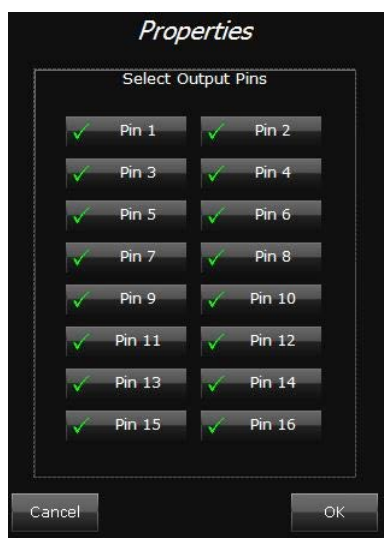 Properties
Select Output Pins
Pin 1 Pin 2
Pin 3 Pin 4
Pin 5 Pin 6
Pin 7 Pin 8
Pin 9 Pin 10
Pin 11 Pin 12
Pin 13 Pin 14
Pin 15 Pin 16
Cancel OK